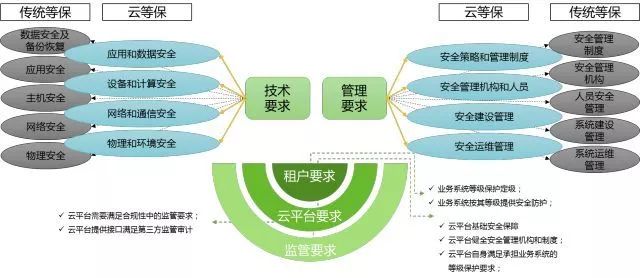 传统等保
云等保
云等保
传统等保
数据安全及
备份恢复
应用安全
主机安全
网络安全
物理安全
应用和数据安全
设备和计算安全
网络和通信安全
物理和环境安全
技术
要求
管理
要求
安全策略和管理制度
安全管理机构和人员
安全建设管理
安全运维管理
安全管理
制度
安全管理
机构
人员安全
管理
系统建设
管理
系统运维
管理
租户要求
云平台要求
监管要求
✓ 云平台需要满足合规性中的监管要求；
✓ 云平台提供接口满足第三方监管审计
✓ 业务系统等级保护定级；
✓ 业务系统按其等级提供安全防护；
✓ 云平台基础安全保障
✓ 云平台健全安全管理机构和制度；
✓ 云平台自身满足承担业务系统的
等级保护要求；